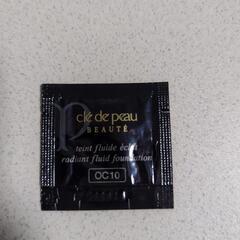 clé de peau
BEAUTÉ
teint fluide éclat
radiant fluid foundation
OC10